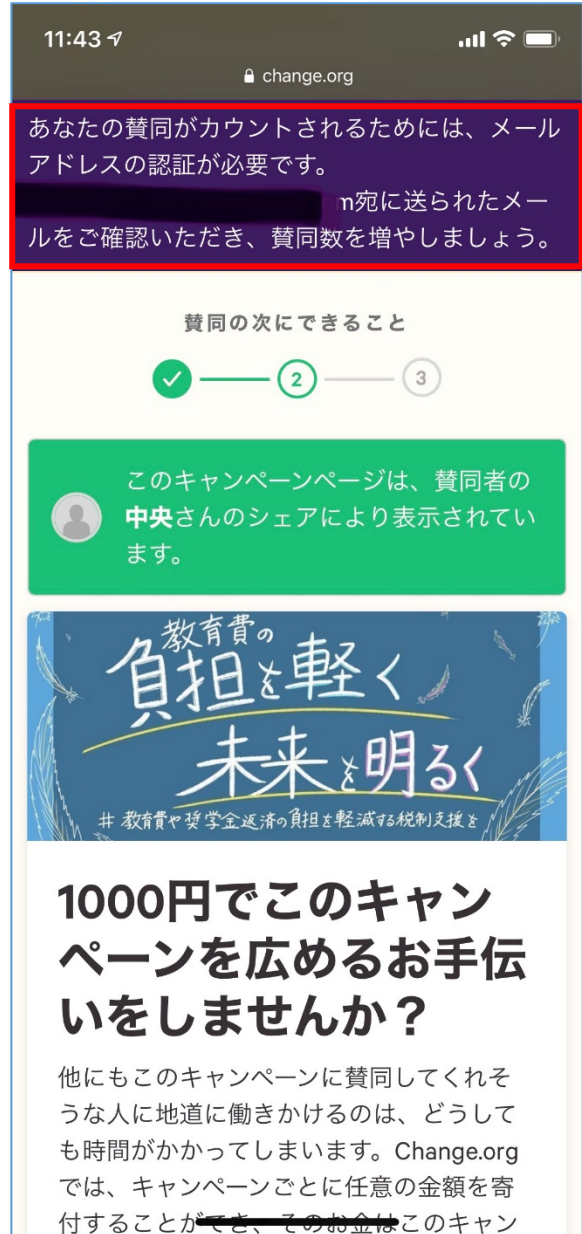 11:43
change.org
あなたの賛同がカウントされるためには、メール
アドレスの認証が必要です。
m宛に送られたメー
ルをご確認いただき、賛同数を増やしましょう。
賛同の次にできること
2
3
このキャンペーンページは、賛同者の
中央さんのシェアにより表示されてい
ます。
教育費の
負担を軽く
未来を明るく
#教育費や奨学金返済の負担を軽減する税制支援を
1000円でこのキャン
ペーンを広めるお手伝
いをしませんか?
他にもこのキャンペーンに賛同してくれそ
うな人に地道に働きかけるのは、どうして
も時間がかかってしまいます。Change.org
では、キャンペーンごとに任意の金額を寄
付することができ、そのお金はこのキャン